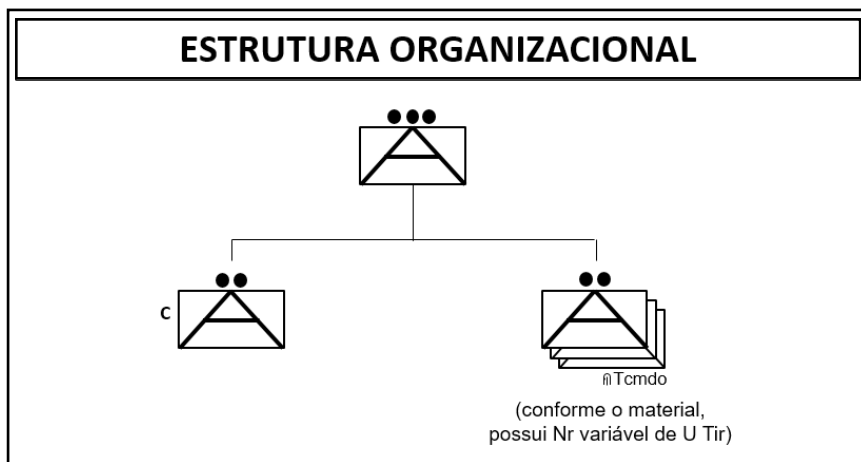 ESTRUTURA ORGANIZACIONAL
C
Tcmdo
(conforme o material,
possui Nr variável de U Tir)